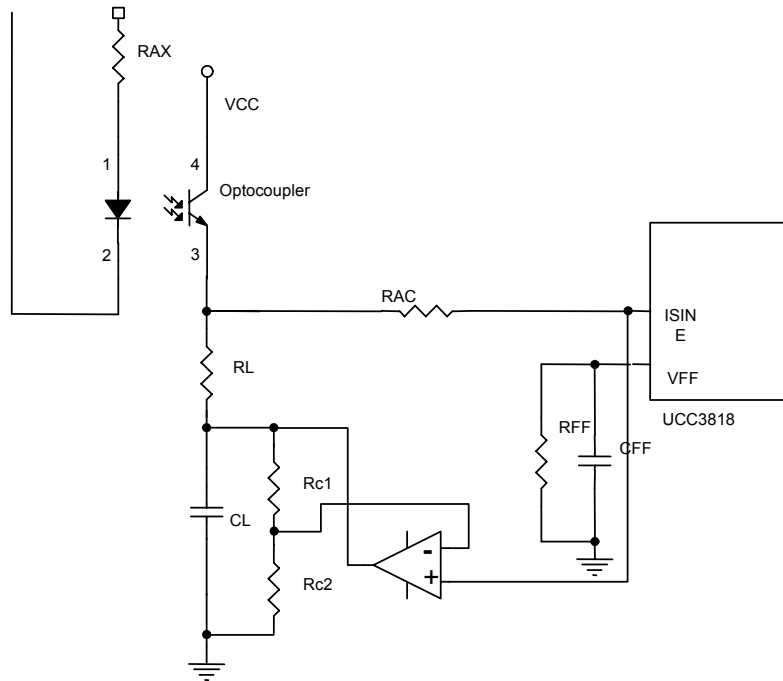 RAX
VCC
1
4
Optocoupler
2
3
RAC
ISIN
E
RL
VFF
UCC3818
RFF
CFF
Rc1
CL
-
+
Rc2